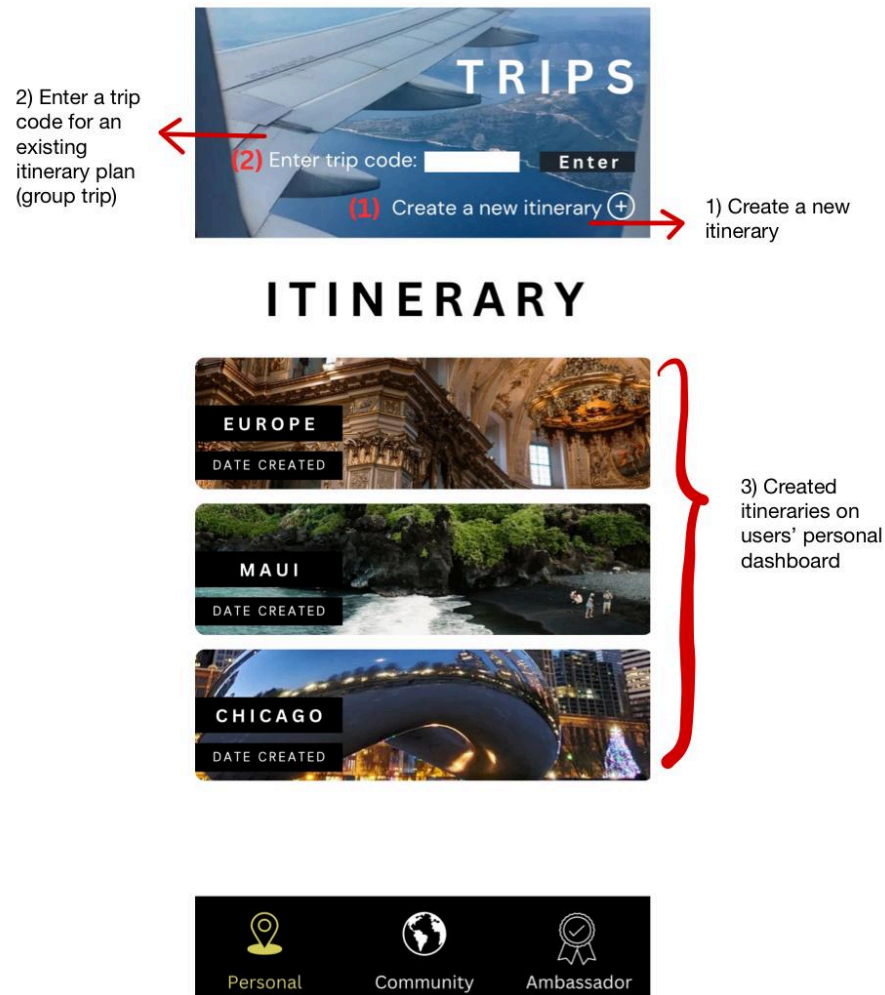 TRIPS
2) Enter a trip
code for an
existing
itinerary plan
(group trip)
(2) Enter trip code:
Enter
(1) Create a new itinerary +
1) Create a new
itinerary
ITINERARY
EUROPE
DATE CREATED
MAUI
DATE CREATED
CHICAGO
DATE CREATED
3) Created
itineraries on
users’ personal
dashboard
Personal
Community
Ambassador